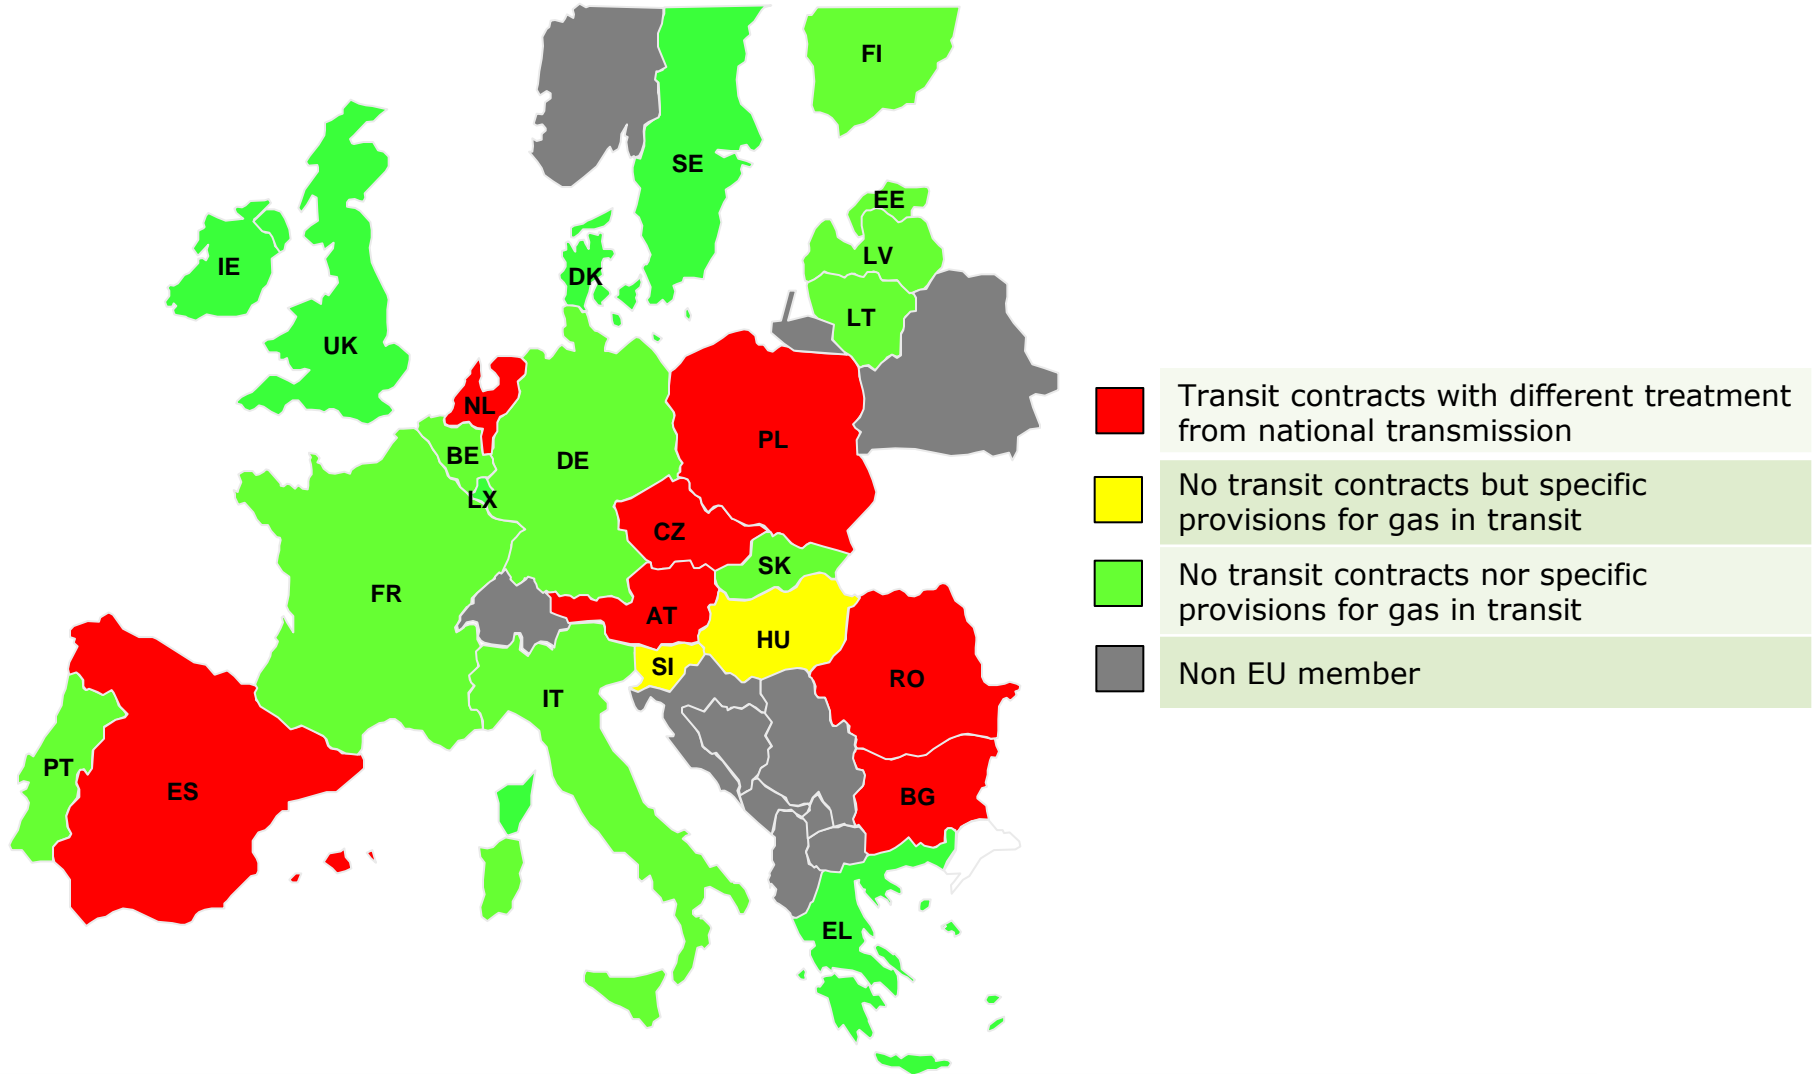 FI
SE
EE
LV
IE
DK
LT
UK
NL
PL
BE
DE
LX
CZ
SK
FR
AT
HU
SI
RO
IT
PT
ES
BG
EL
Transit contracts with different treatment
from national transmission
No transit contracts but specific
provisions for gas in transit
No transit contracts nor specific
provisions for gas in transit
Non EU member